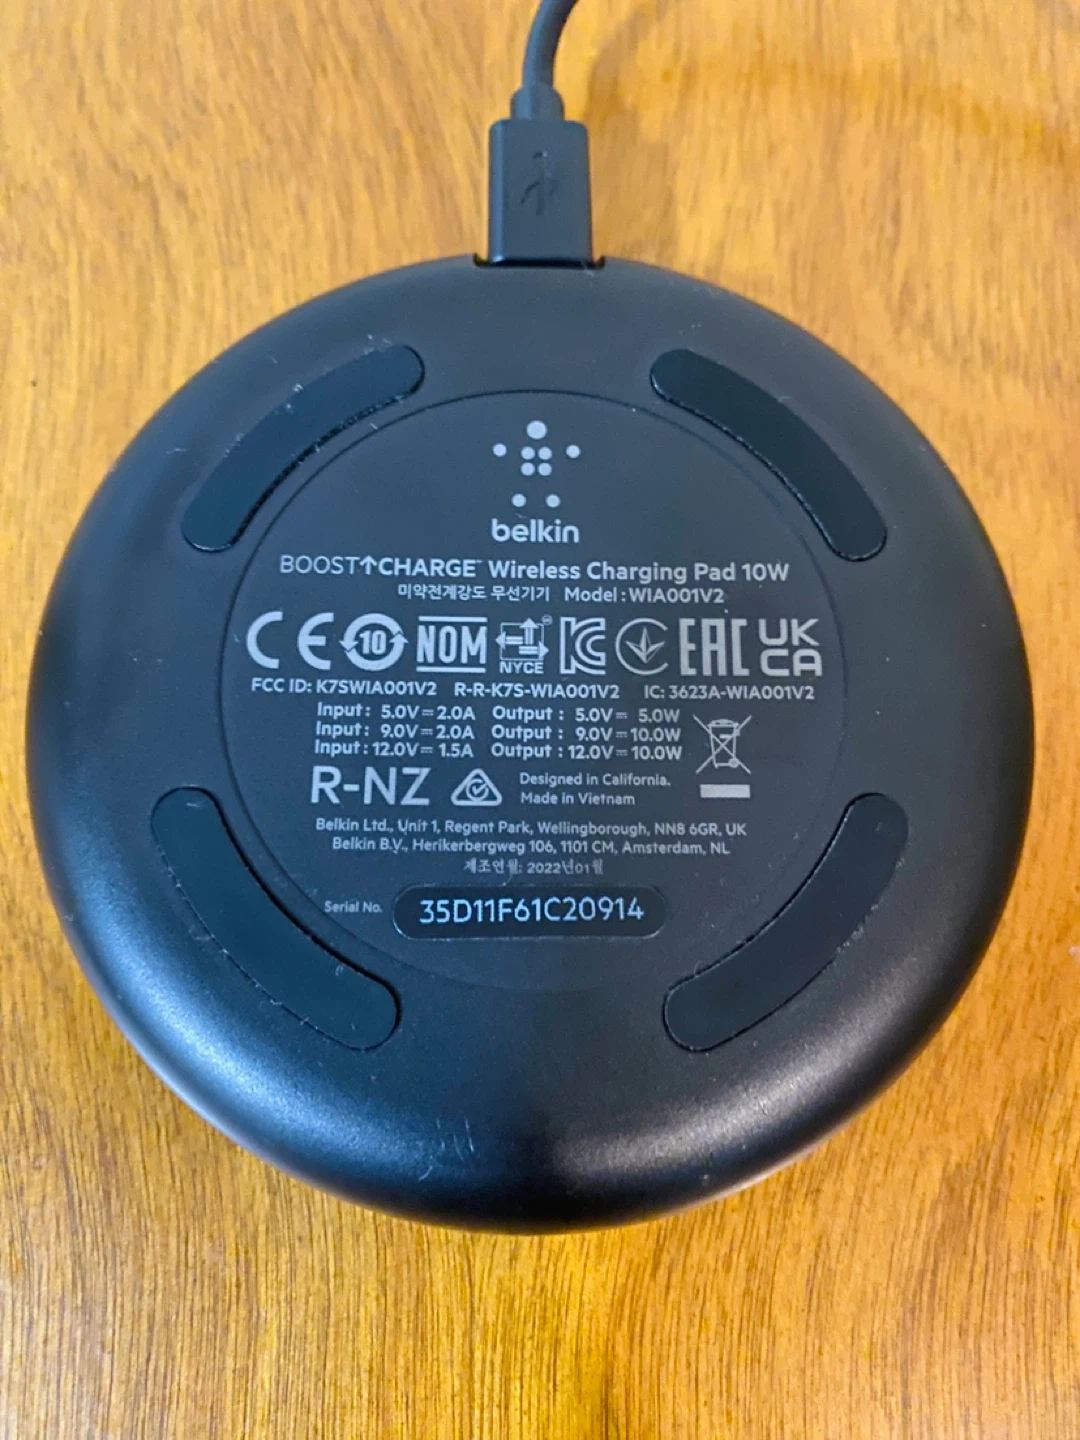 belkin
BOOST↑CHARGE™ Wireless Charging Pad 10W
미약전계강도 무선기기 Model : WIA001V2
CE 10 NOM NYCE KC EAC UK CA
FCC ID: K7SWIA001V2 R-R-K7S-WIA001V2 IC: 3623A-WIA001V2
Input : 5.0V⎓2.0A Output : 5.0V⎓ 5.0W
Input : 9.0V⎓2.0A Output : 9.0V⎓10.0W
Input : 12.0V⎓ 1.5A Output : 12.0V⎓10.0W
R-NZ
Designed in California.
Made in Vietnam
Belkin Ltd., Unit 1, Regent Park, Wellingborough, NN8 6GR, UK
Belkin B.V., Herikerbergweg 106, 1101 CM, Amsterdam, NL
제조연월: 2022년01월
Serial No. 35D11F61C20914